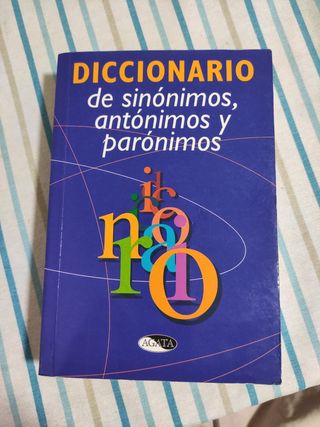 DICCIONARIO
de sinónimos,
antónimos y
parónimos
AGATA